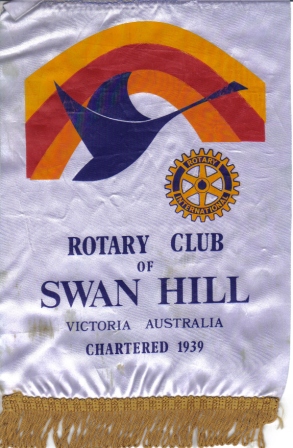 ROTARY
INTERNATIONAL
ROTARY CLUB
OF
SWAN HILL
VICTORIA AUSTRALIA
CHARTERED 1939